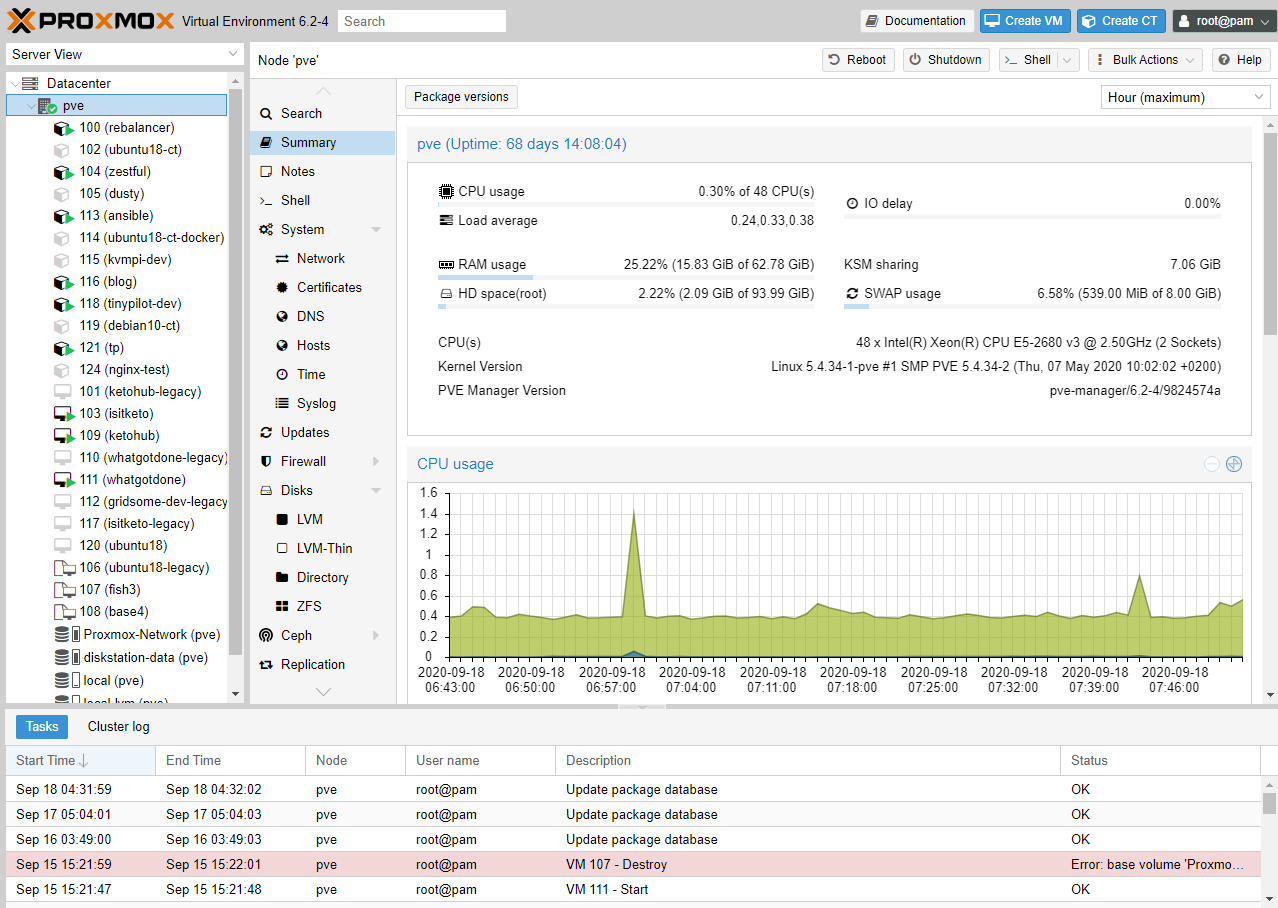 PROXMOX Virtual Environment 6.2-4 Search Documentation Create VM Create CT root@pam
Server View
Node 'pve' Reboot Shutdown Shell Bulk Actions Help
Datacenter
pve
100 (rebalancer)
102 (ubuntu18-ct)
104 (zestful)
105 (dusty)
113 (ansible)
114 (ubuntu18-ct-docker)
115 (kvmpi-dev)
116 (blog)
118 (tinypilot-dev)
119 (debian10-ct)
121 (tp)
124 (nginx-test)
101 (ketohub-legacy)
103 (isitketo)
109 (ketohub)
110 (whatgotdone-legacy)
111 (whatgotdone)
112 (gridsome-dev-legacy
117 (isitketo-legacy)
120 (ubuntu18)
106 (ubuntu18-legacy)
107 (fish3)
108 (base4)
Proxmox-Network (pve)
diskstation-data (pve)
local (pve)
local-lvm (pve)
Search
Summary
Notes
Shell
System
Network
Certificates
DNS
Hosts
Time
Syslog
Updates
Firewall
Disks
LVM
LVM-Thin
Directory
ZFS
Ceph
Replication
Package versions Hour (maximum)
pve (Uptime: 68 days 14:08:04)
CPU usage 0.30% of 48 CPU(s)
Load average 0.24,0.33,0.38
IO delay 0.00%
RAM usage 25.22% (15.83 GiB of 62.78 GiB)
HD space(root) 2.22% (2.09 GiB of 93.99 GiB)
KSM sharing 7.06 GiB
SWAP usage 6.58% (539.00 MiB of 8.00 GiB)
CPU(s) 48 x Intel(R) Xeon(R) CPU E5-2680 v3 @ 2.50GHz (2 Sockets)
Kernel Version Linux 5.4.34-1-pve #1 SMP PVE 5.4.34-2 (Thu, 07 May 2020 10:02:02 +0200)
PVE Manager Version pve-manager/6.2-4/9824574a
CPU usage
1.6
1.4
1.2
1
0.8
0.6
0.4
0.2
0
2020-09-18 2020-09-18 2020-09-18 2020-09-18 2020-09-18 2020-09-18 2020-09-18 2020-09-18 2020-09-18 2020-09-18
06:43:00 06:50:00 06:57:00 07:04:00 07:11:00 07:18:00 07:25:00 07:32:00 07:39:00 07:46:00
Tasks Cluster log
Start Time End Time Node User name Description Status
Sep 18 04:31:59 Sep 18 04:32:02 pve root@pam Update package database OK
Sep 17 05:04:01 Sep 17 05:04:03 pve root@pam Update package database OK
Sep 16 03:49:00 Sep 16 03:49:03 pve root@pam Update package database OK
Sep 15 15:21:59 Sep 15 15:22:01 pve root@pam VM 107 - Destroy Error: base volume 'Proxmo…
Sep 15 15:21:47 Sep 15 15:21:48 pve root@pam VM 111 - Start OK